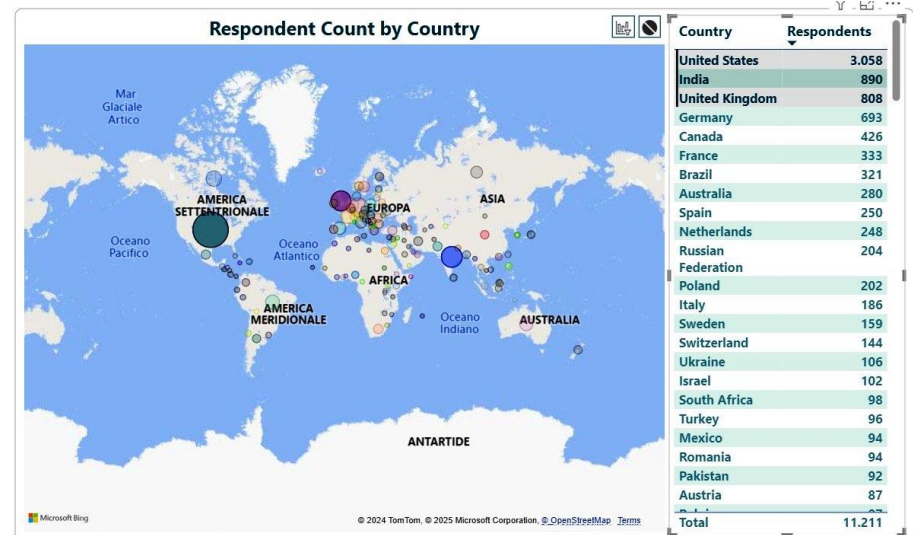 Respondent Count by Country
Mar
Glaciale
Artico
AMERICA
SETTENTRIONALE
EUROPA
ASIA
Oceano
Pacifico
Oceano
Atlantico
AFRICA
AMERICA
MERIDIONALE
Oceano
Indiano
AUSTRALIA
ANTARTIDE
Microsoft Bing
© 2024 TomTom, © 2025 Microsoft Corporation, © OpenStreetMap Terms
Country Respondents
United States 3.058
India 890
United Kingdom 808
Germany 693
Canada 426
France 333
Brazil 321
Australia 280
Spain 250
Netherlands 248
Russian 204
Federation
Poland 202
Italy 186
Sweden 159
Switzerland 144
Ukraine 106
Israel 102
South Africa 98
Turkey 96
Mexico 94
Romania 94
Pakistan 92
Austria 87
Total 11.211